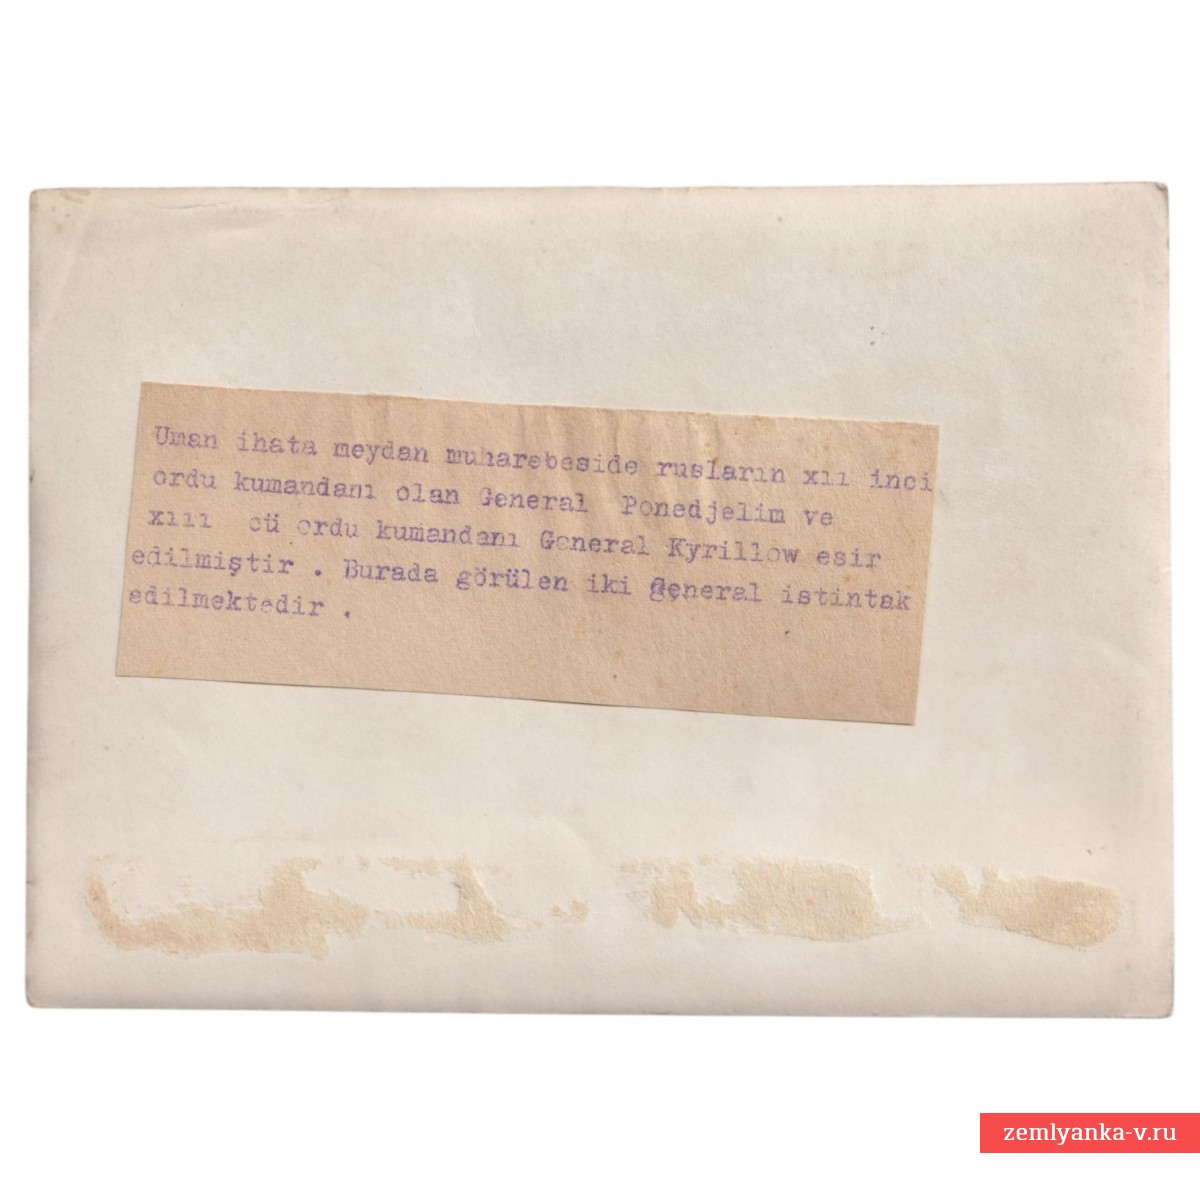 Uman ihata meydan muharebeside rusların xıı inci
ordu kumandanı olan General Ponedjelim ve
xııı cü ordu kumandanı General Kyrillow esir
edilmiştir . Burada görülen iki General istintak
edilmektedir .
zemlyanka-v.ru